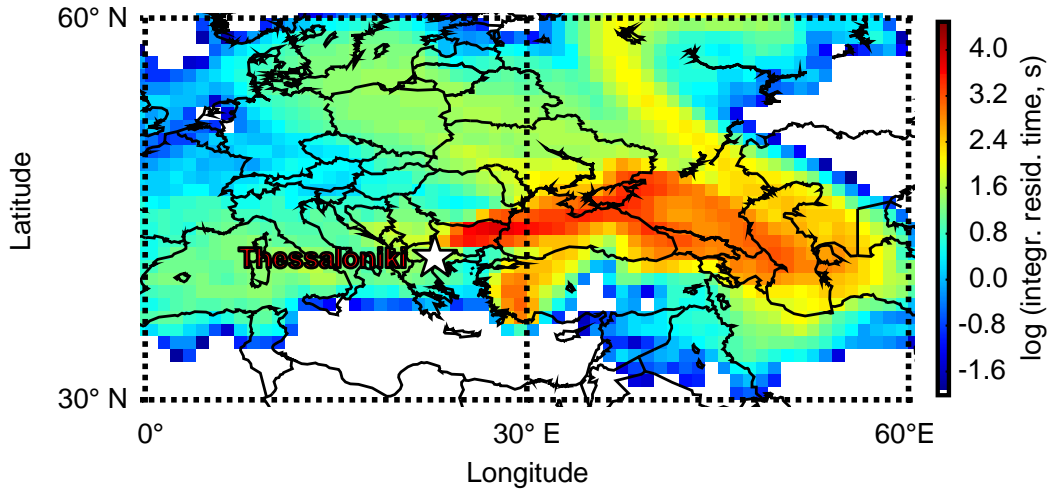 60° N
Latitude
Thessaloniki
30° N
0°
30° E
60° E
Longitude
4.0
3.2
2.4
1.6
0.8
0.0
-0.8
-1.6
log (integr. resid. time, s)